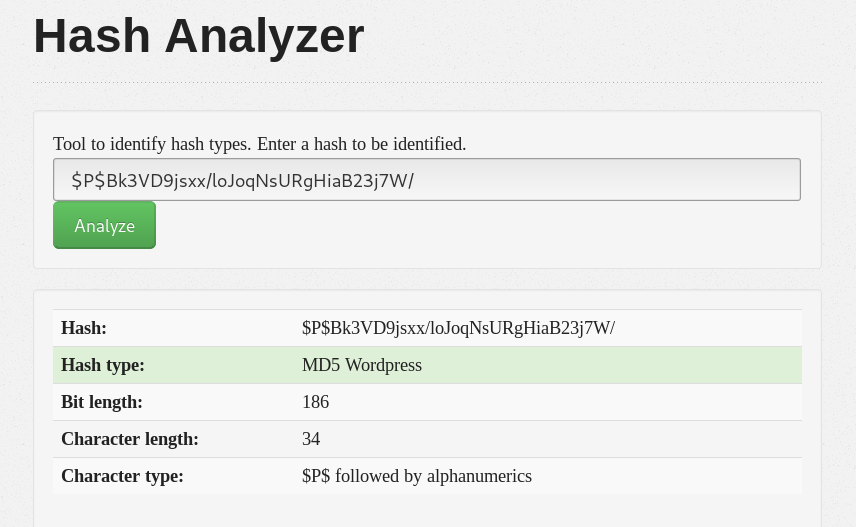 Hash Analyzer
Tool to identify hash types. Enter a hash to be identified.
$P$Bk3VD9jsxx/loJoqNsURgHiaB23j7W/
Analyze
Hash: $P$Bk3VD9jsxx/loJoqNsURgHiaB23j7W/
Hash type: MD5 Wordpress
Bit length: 186
Character length: 34
Character type: $P$ followed by alphanumerics